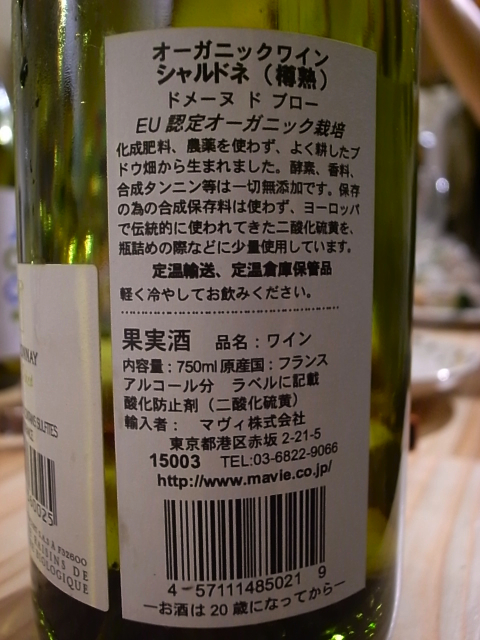 オーガニックワイン
シャルドネ（樽熟）
ドメーヌ ド ブロー
EU 認定オーガニック栽培
化成肥料、農薬を使わず、よく耕したブ
ドウ畑から生まれました。酵素、香料、
合成タンニン等は一切無添加です。保存
の為の合成保存料は使わず、ヨーロッパ
で伝統的に使われてきた二酸化硫黄を、
瓶詰めの際などに少量使用しています。
定温輸送、定温倉庫保管品
軽く冷やしてお飲みください。
果実酒 品名：ワイン
内容量：750ml 原産国：フランス
アルコール分 ラベルに記載
酸化防止剤（二酸化硫黄）
輸入者： マヴィ株式会社
東京都港区赤坂 2-21-5
15003 TEL:03-6822-9066
http://www.mavie.co.jp/
4 57111485021 9
—お酒は20歳になってから—
SULFITES
60025
32800
RAISINS DE
OLOGIQUE